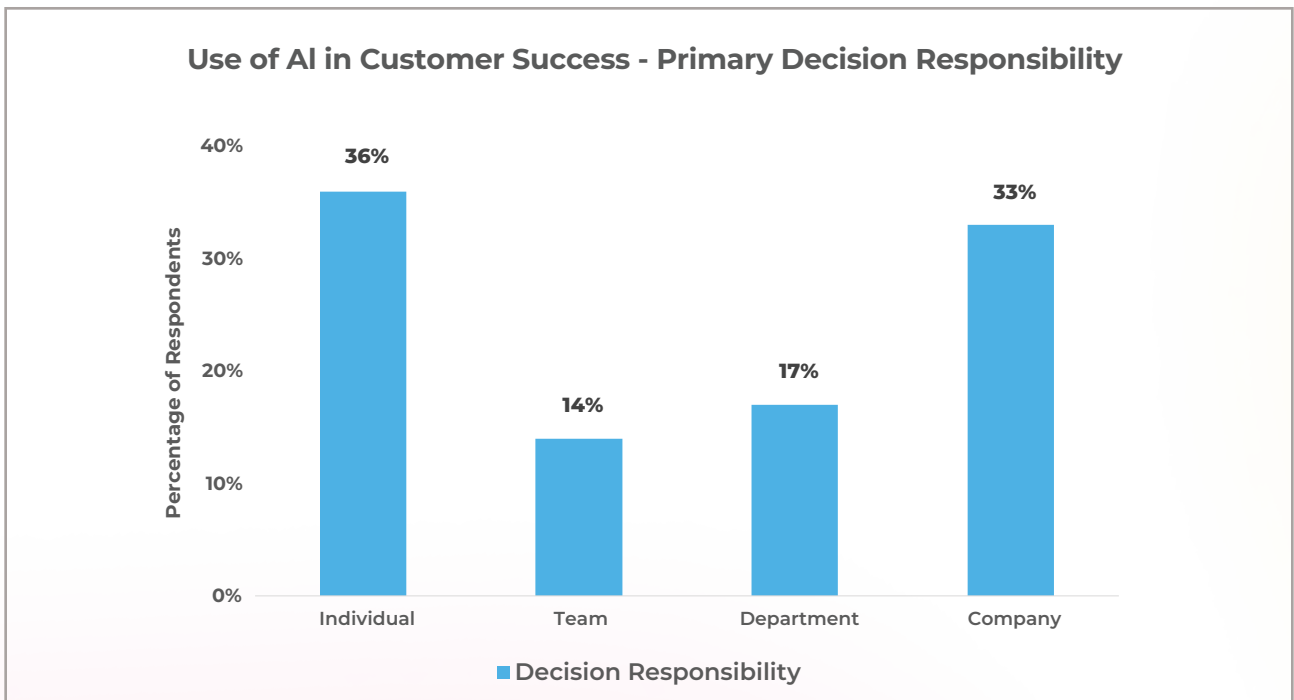 Use of AI in Customer Success - Primary Decision Responsibility
40%
36%
33%
30%
Percentage of Respondents
20%
17%
14%
10%
0%
Individual
Team
Department
Company
Decision Responsibility